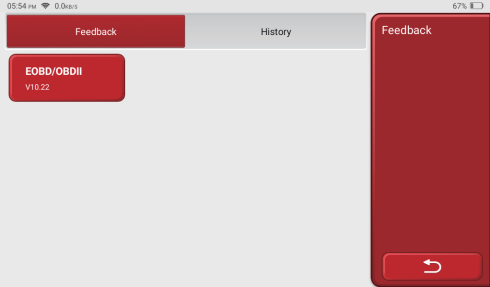 05:54 PM 0.0KB/S 67%
Feedback History Feedback
EOBD/OBDII
V10.22